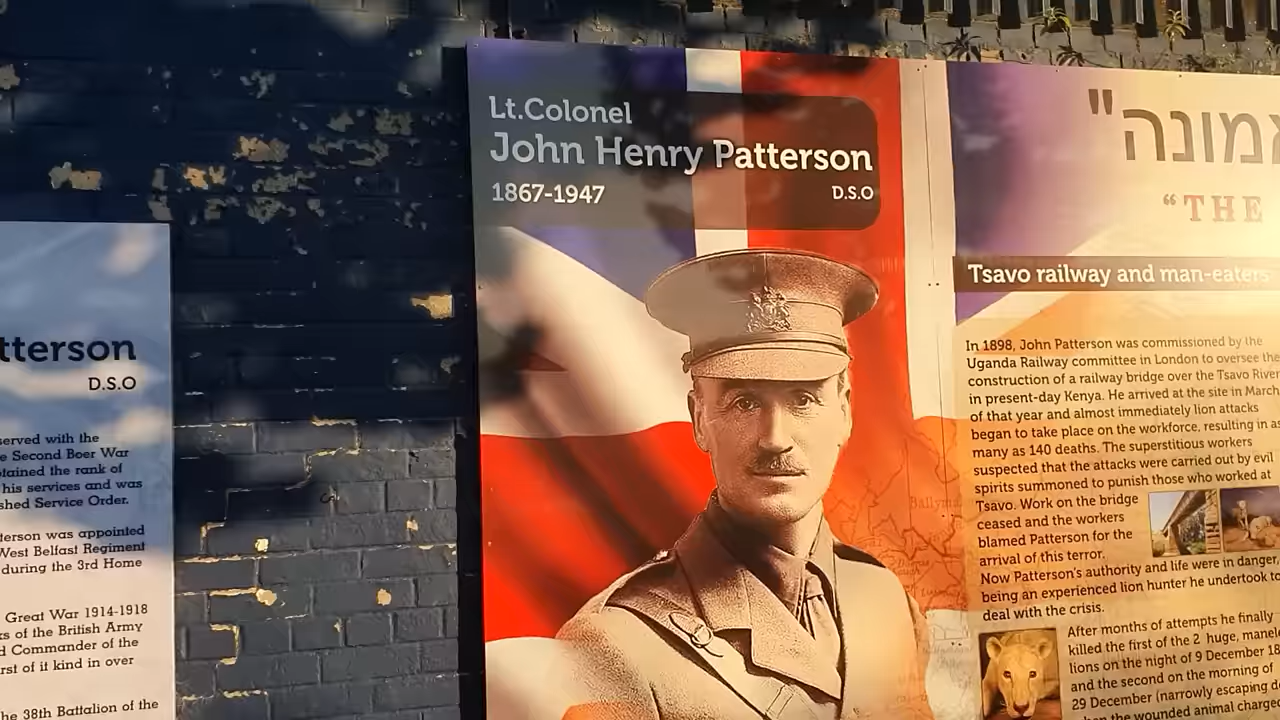 tterson
D.S.O
served with the
Second Boer War
the rank of
his services and was
Service Order.
was appointed
West Belfast Regiment
during the 3rd Home
Great War 1914-1918
of the British Army
Commander of the
of it kind in over
he 38th Battalion of the
Lt.Colonel
John Henry Patterson
1867-1947
D.S.O
"אמונה
"THE
Tsavo railway and man-eaters
In 1898, John Patterson was commissioned by the
Uganda Railway committee in London to oversee the
construction of a railway bridge over the Tsavo River
in present-day Kenya. He arrived at the site in March
of that year and almost immediately lion attacks
began to take place on the workforce, resulting in as
many as 140 deaths. The superstitious workers
suspected that the attacks were carried out by evil
spirits summoned to punish those who worked at
Tsavo. Work on the bridge
ceased and the workers
blamed Patterson for the
arrival of this terror.
Now Patterson's authority and life were in danger,
being an experienced lion hunter he undertook to
deal with the crisis.
After months of attempts he finally
killed the first of the 2 huge,
lions on the night of 9 December 18
and the second on the morning of
29 December (narrowly escaping
the wounded animal charged